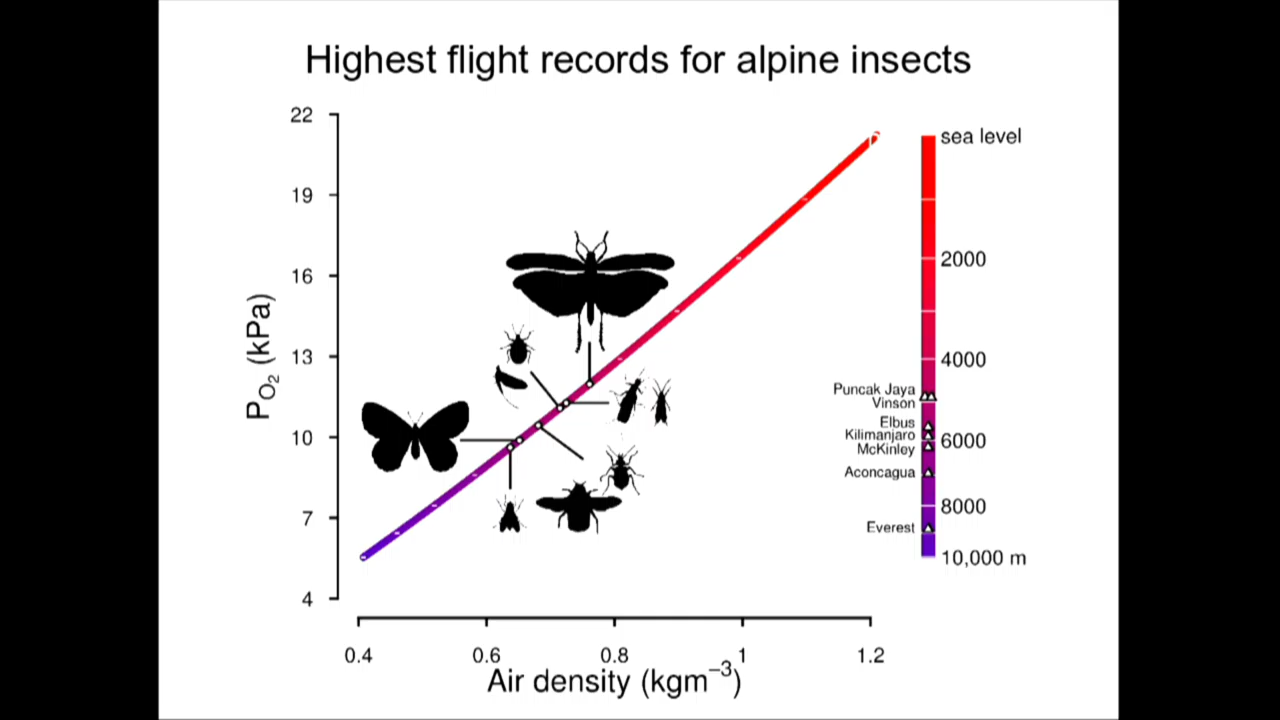 Highest flight records for alpine insects
22
19
16
13
10
7
4
P_O2 (kPa)
0.4
0.6
0.8
1
1.2
Air density (kgm⁻³)
sea level
2000
4000
6000
8000
10,000 m
Puncak Jaya
Vinson
Elbus
Kilimanjaro
McKinley
Aconcagua
Everest